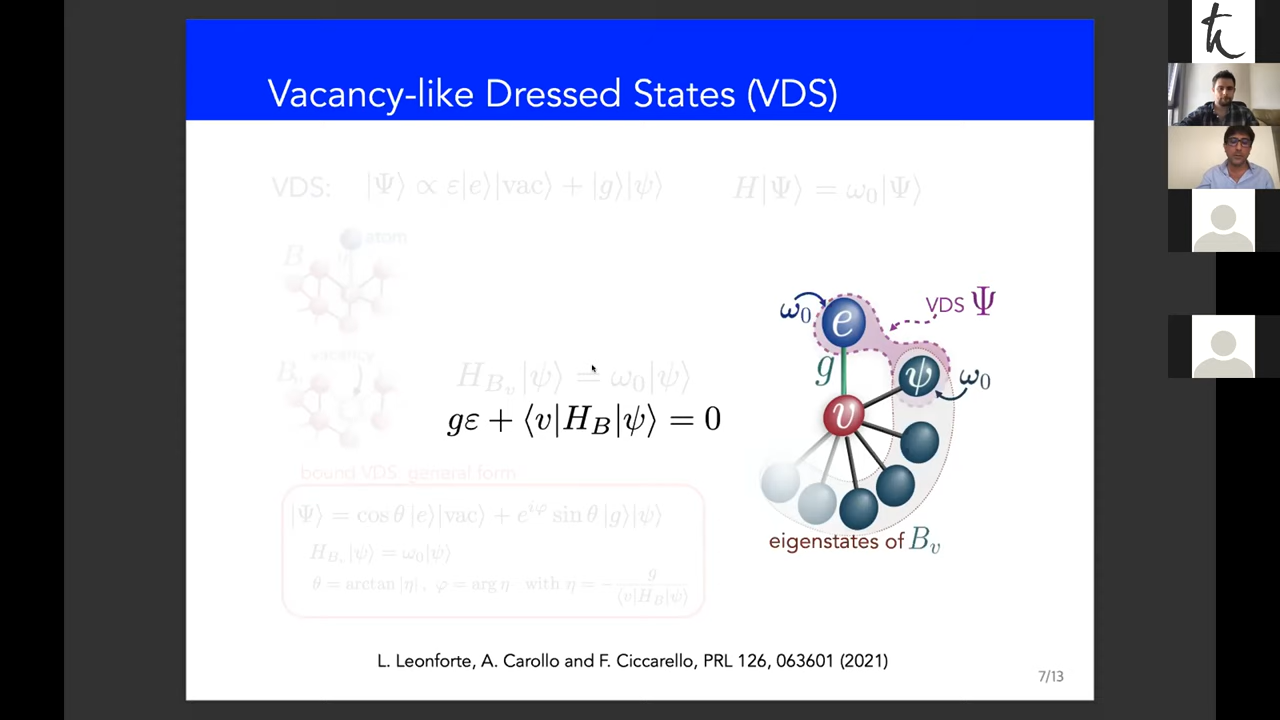 Vacancy-like Dressed States (VDS)
VDS: |Ψ⟩ ∝ ε|e⟩|vac⟩ + |g⟩|ψ⟩ H|Ψ⟩ = ω₀|Ψ⟩
atom
B g
vacancy
B_v
H_{B_v}|ψ⟩ = ω₀|ψ⟩
gε + ⟨v|H_B|ψ⟩ = 0
ω₀ e VDS Ψ
g ψ ω₀
v
eigenstates of B_v
bound VDS general form
|Ψ⟩ = cos θ |e⟩|vac⟩ + e^{iφ} sin θ |g⟩|ψ⟩
H_{B_v}|ψ⟩ = ω₀|ψ⟩
θ = arctan |η| , φ = arg η with η = − g / ⟨v|H_B|ψ⟩
L. Leonforte, A. Carollo and F. Ciccarello, PRL 126, 063601 (2021)
7/13